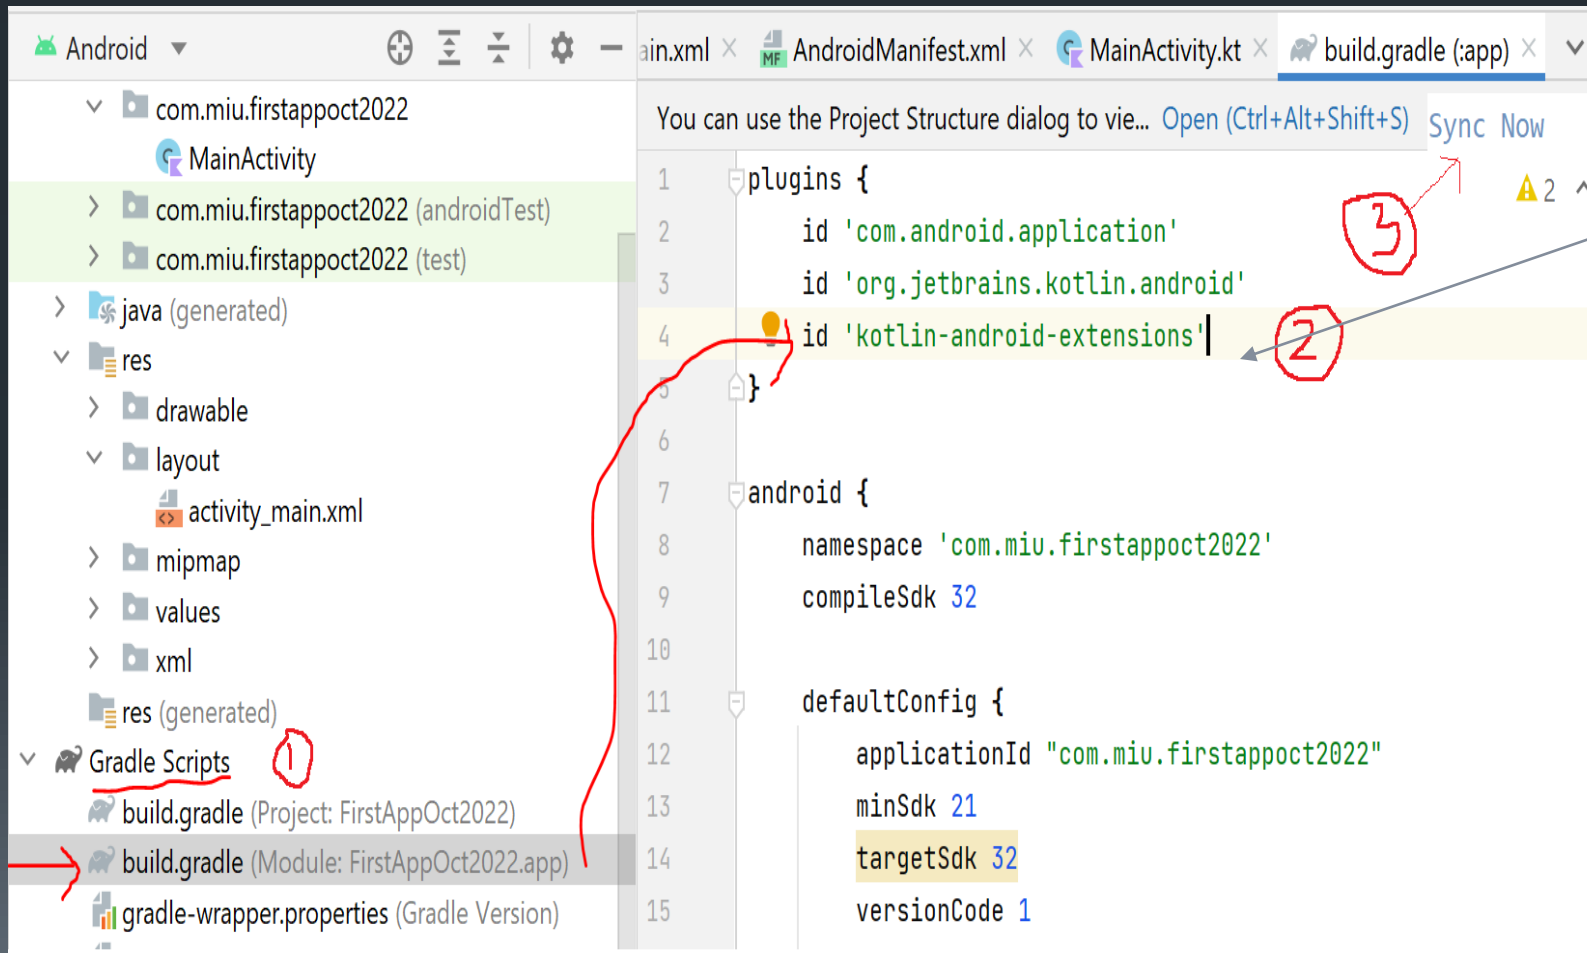 Android
com.miu.firstappoct2022
MainActivity
com.miu.firstappoct2022 (androidTest)
com.miu.firstappoct2022 (test)
java (generated)
res
drawable
layout
activity_main.xml
mipmap
values
xml
res (generated)
Gradle Scripts
1
build.gradle (Project: FirstAppOct2022)
build.gradle (Module: FirstAppOct2022.app)
gradle-wrapper.properties (Gradle Version)
ain.xml MF AndroidManifest.xml MainActivity.kt build.gradle (:app)
You can use the Project Structure dialog to vie... Open (Ctrl+Alt+Shift+S) Sync Now
3
2
1 plugins {
2 id 'com.android.application'
3 id 'org.jetbrains.kotlin.android'
4 id 'kotlin-android-extensions'
2
5 }
6
7 android {
8 namespace 'com.miu.firstappoct2022'
9 compileSdk 32
10
11 defaultConfig {
12 applicationId "com.miu.firstappoct2022"
13 minSdk 21
14 targetSdk 32
15 versionCode 1